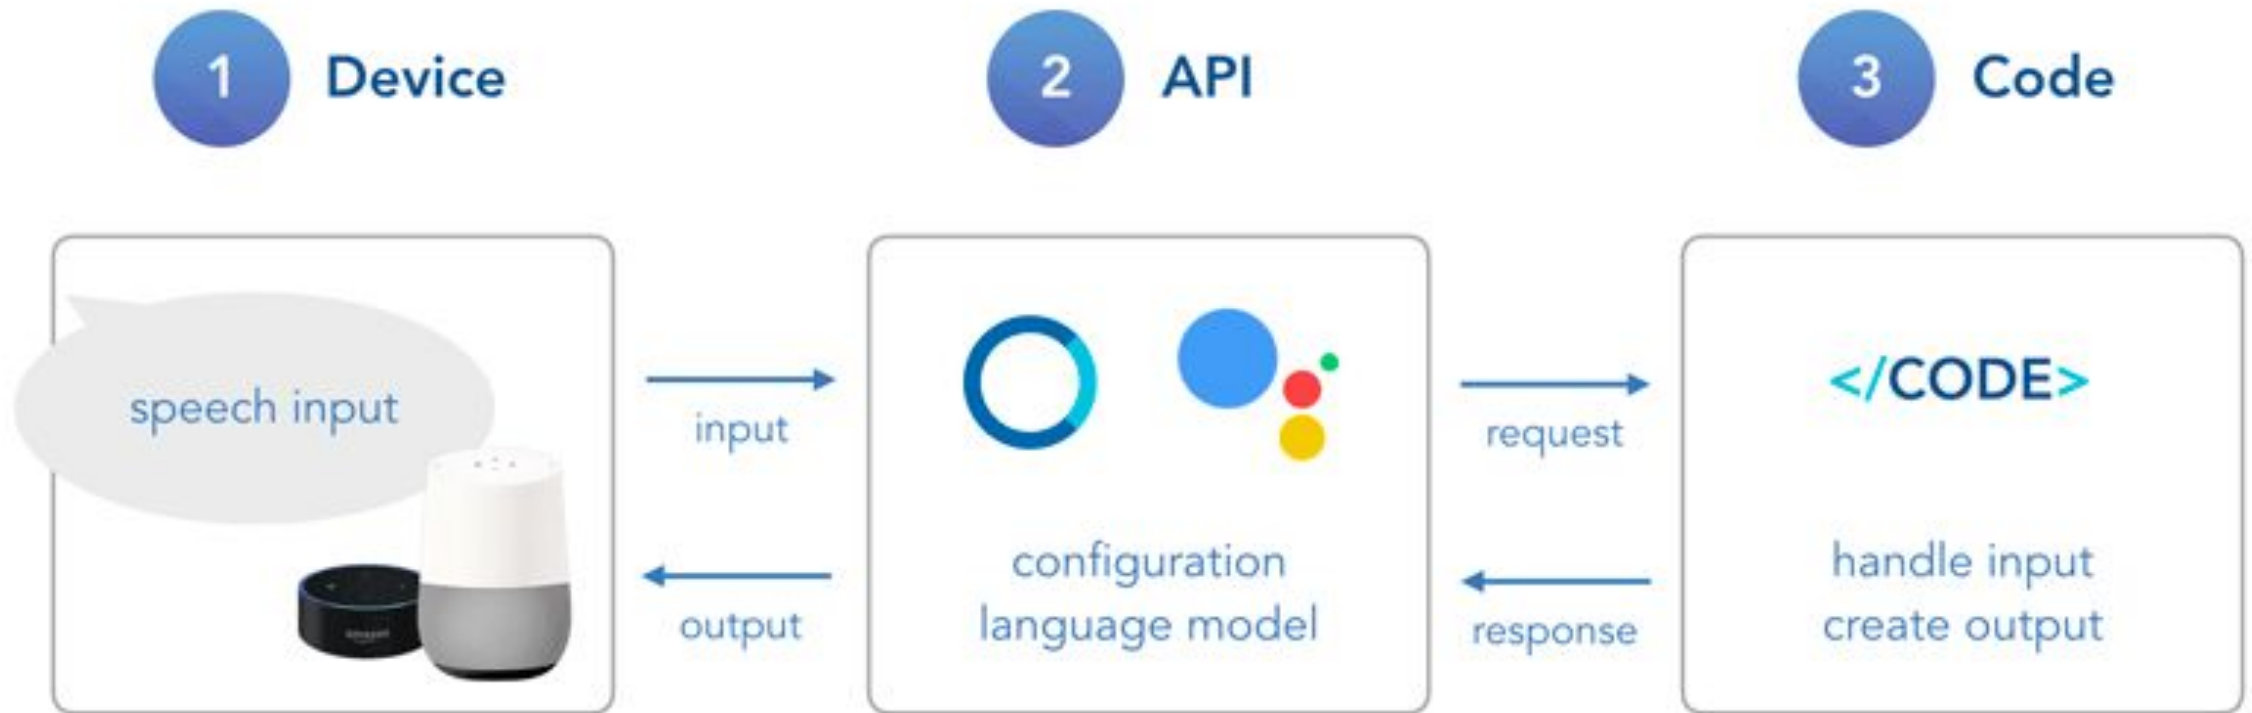 1 Device
2 API
3 Code
speech input
amazon
input
output
configuration
language model
request
response
</CODE>
handle input
create output